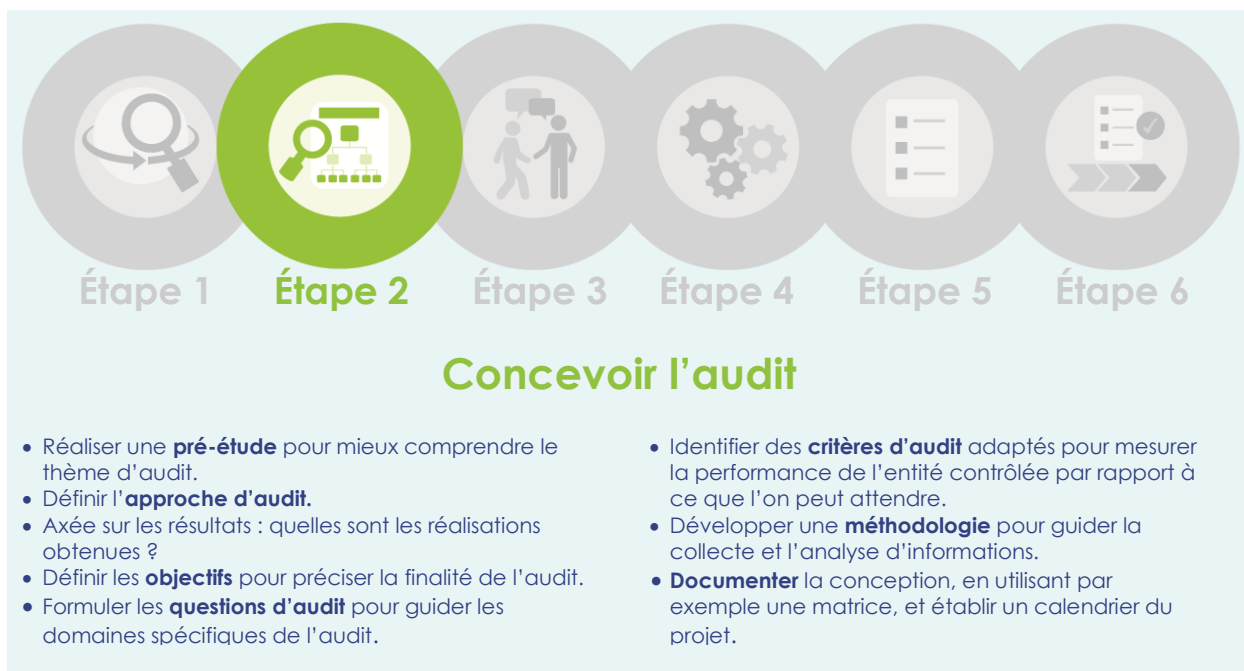 Étape 1
Étape 2
Étape 3
Étape 4
Étape 5
Étape 6
Concevoir l’audit
• Réaliser une pré-étude pour mieux comprendre le
thème d’audit.
• Définir l’approche d’audit.
• Axée sur les résultats : quelles sont les réalisations
obtenues ?
• Définir les objectifs pour préciser la finalité de l’audit.
• Formuler les questions d’audit pour guider les
domaines spécifiques de l’audit.
• Identifier des critères d’audit adaptés pour mesurer
la performance de l’entité contrôlée par rapport à
ce que l’on peut attendre.
• Développer une méthodologie pour guider la
collecte et l’analyse d’informations.
• Documenter la conception, en utilisant par
exemple une matrice, et établir un calendrier du
projet.